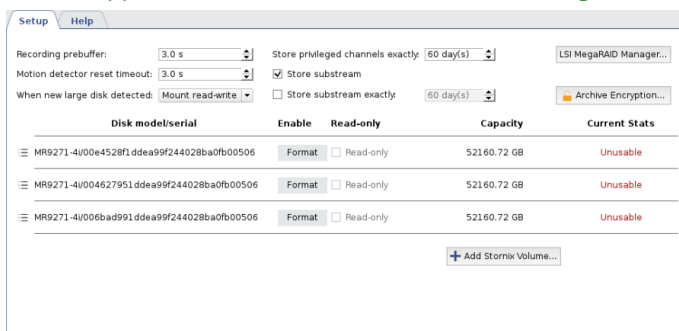 Setup Help
Recording prebuffer: 3.0 s Store privileged channels exactly: 60 day(s) LSI MegaRAID Manager...
Motion detector reset timeout: 3.0 s Store substream
When new large disk detected: Mount read-write Store substream exactly: 60 day(s) Archive Encryption...
Disk model/serial Enable Read-only Capacity Current Stats
MR9271-4i/00e4528f1ddea99f244028ba0fb00506 Format Read-only 52160.72 GB Unusable
MR9271-4i/004627951ddea99f244028ba0fb00506 Format Read-only 52160.72 GB Unusable
MR9271-4i/006bad991ddea99f244028ba0fb00506 Format Read-only 52160.72 GB Unusable
Add Stornix Volume...